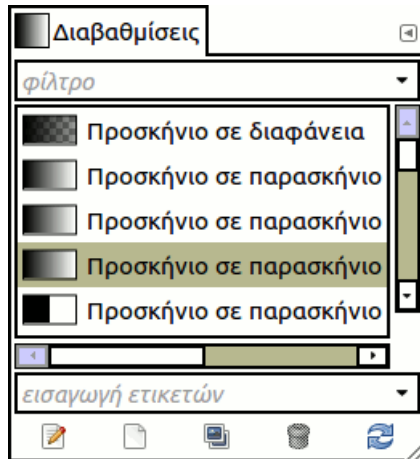 Διαβαθμίσεις
φίλτρο
Προσκήνιο σε διαφάνεια
Προσκήνιο σε παρασκήνιο
Προσκήνιο σε παρασκήνιο
Προσκήνιο σε παρασκήνιο
Προσκήνιο σε παρασκήνιο
εισαγωγή ετικετών